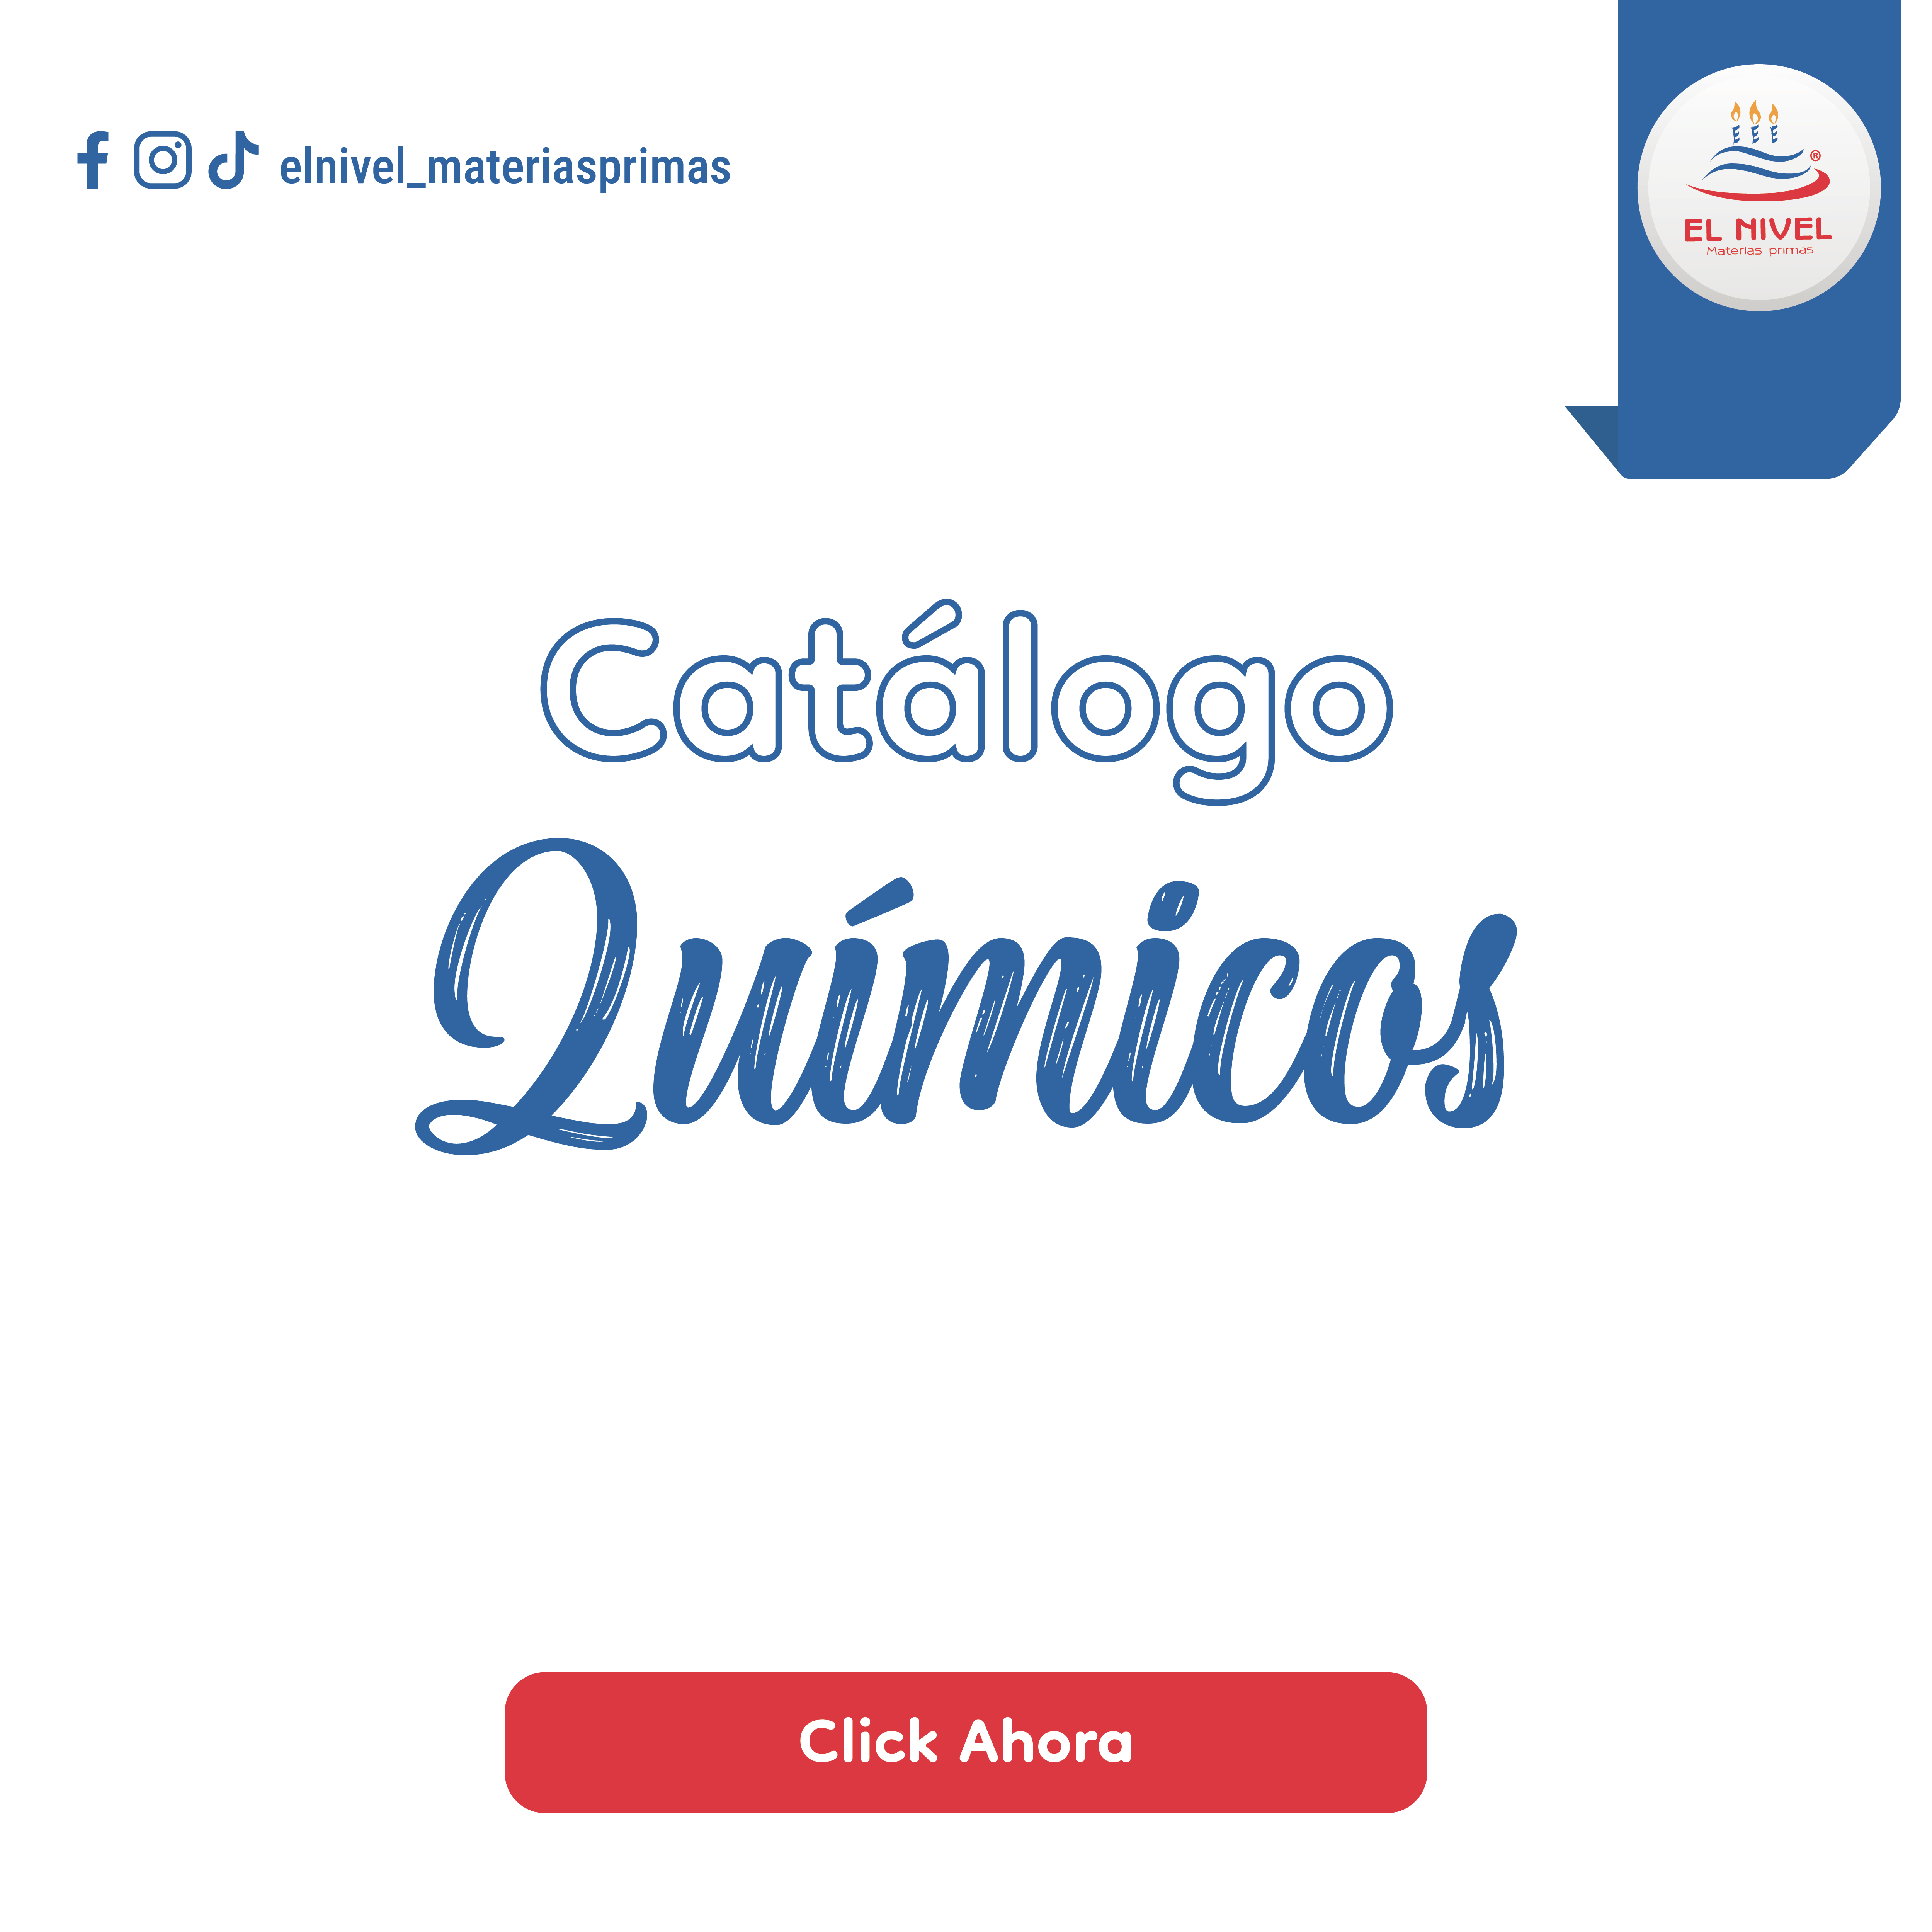 elnivel_materiasprimas
®
EL NIVEL
Materias primas
Catálogo
Químicos
Click Ahora